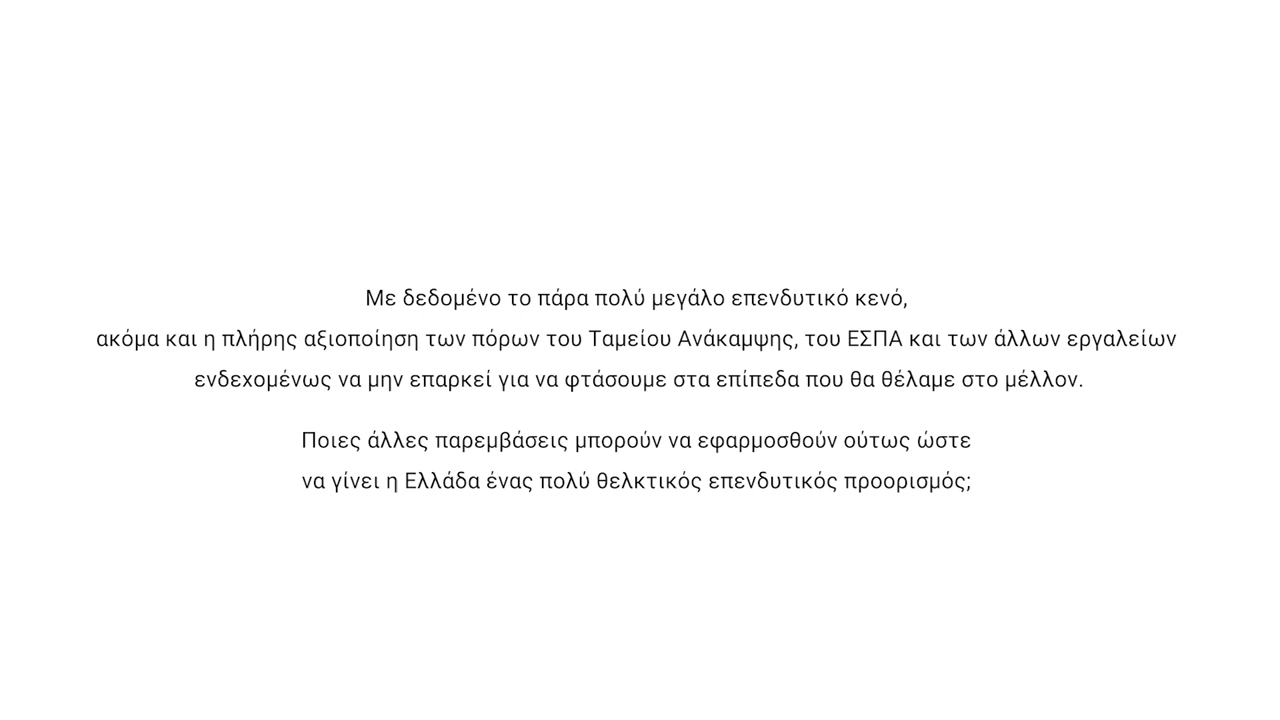 Με δεδομένο το πάρα πολύ μεγάλο επενδυτικό κενό,
ακόμα και η πλήρης αξιοποίηση των πόρων του Ταμείου Ανάκαμψης, του ΕΣΠΑ και των άλλων εργαλείων
ενδεχομένως να μην επαρκεί για να φτάσουμε στα επίπεδα που θα θέλαμε στο μέλλον.
Ποιες άλλες παρεμβάσεις μπορούν να εφαρμοσθούν ούτως ώστε
να γίνει η Ελλάδα ένας πολύ θελκτικός επενδυτικός προορισμός;